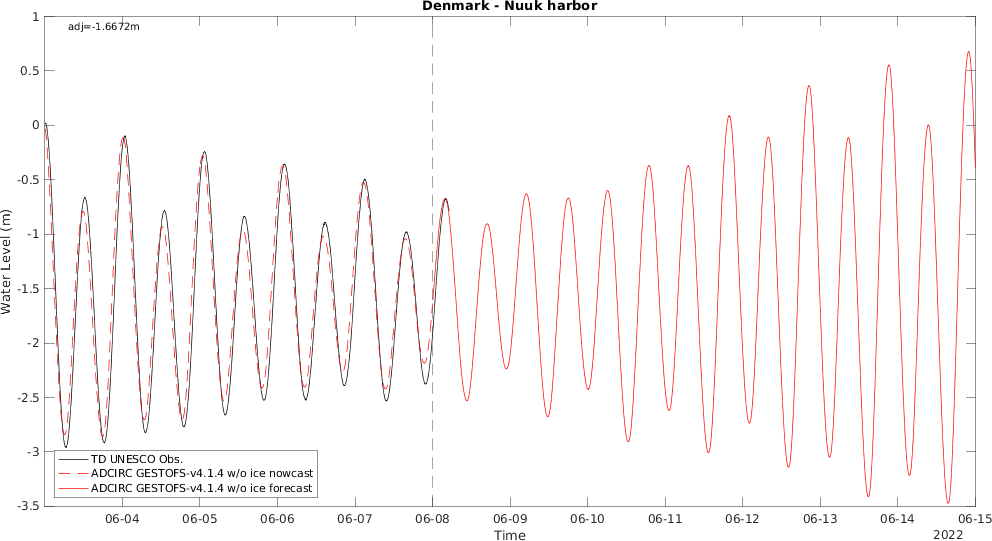 Denmark - Nuuk harbor
adj=-1.6672m
1
0.5
0
-0.5
-1
-1.5
-2
-2.5
-3
-3.5
Water Level (m)
TD UNESCO Obs.
ADCIRC GESTOFS-v4.1.4 w/o ice nowcast
ADCIRC GESTOFS-v4.1.4 w/o ice forecast
06-04 06-05 06-06 06-07 06-08 06-09 06-10 06-11 06-12 06-13 06-14 06-15
Time
2022